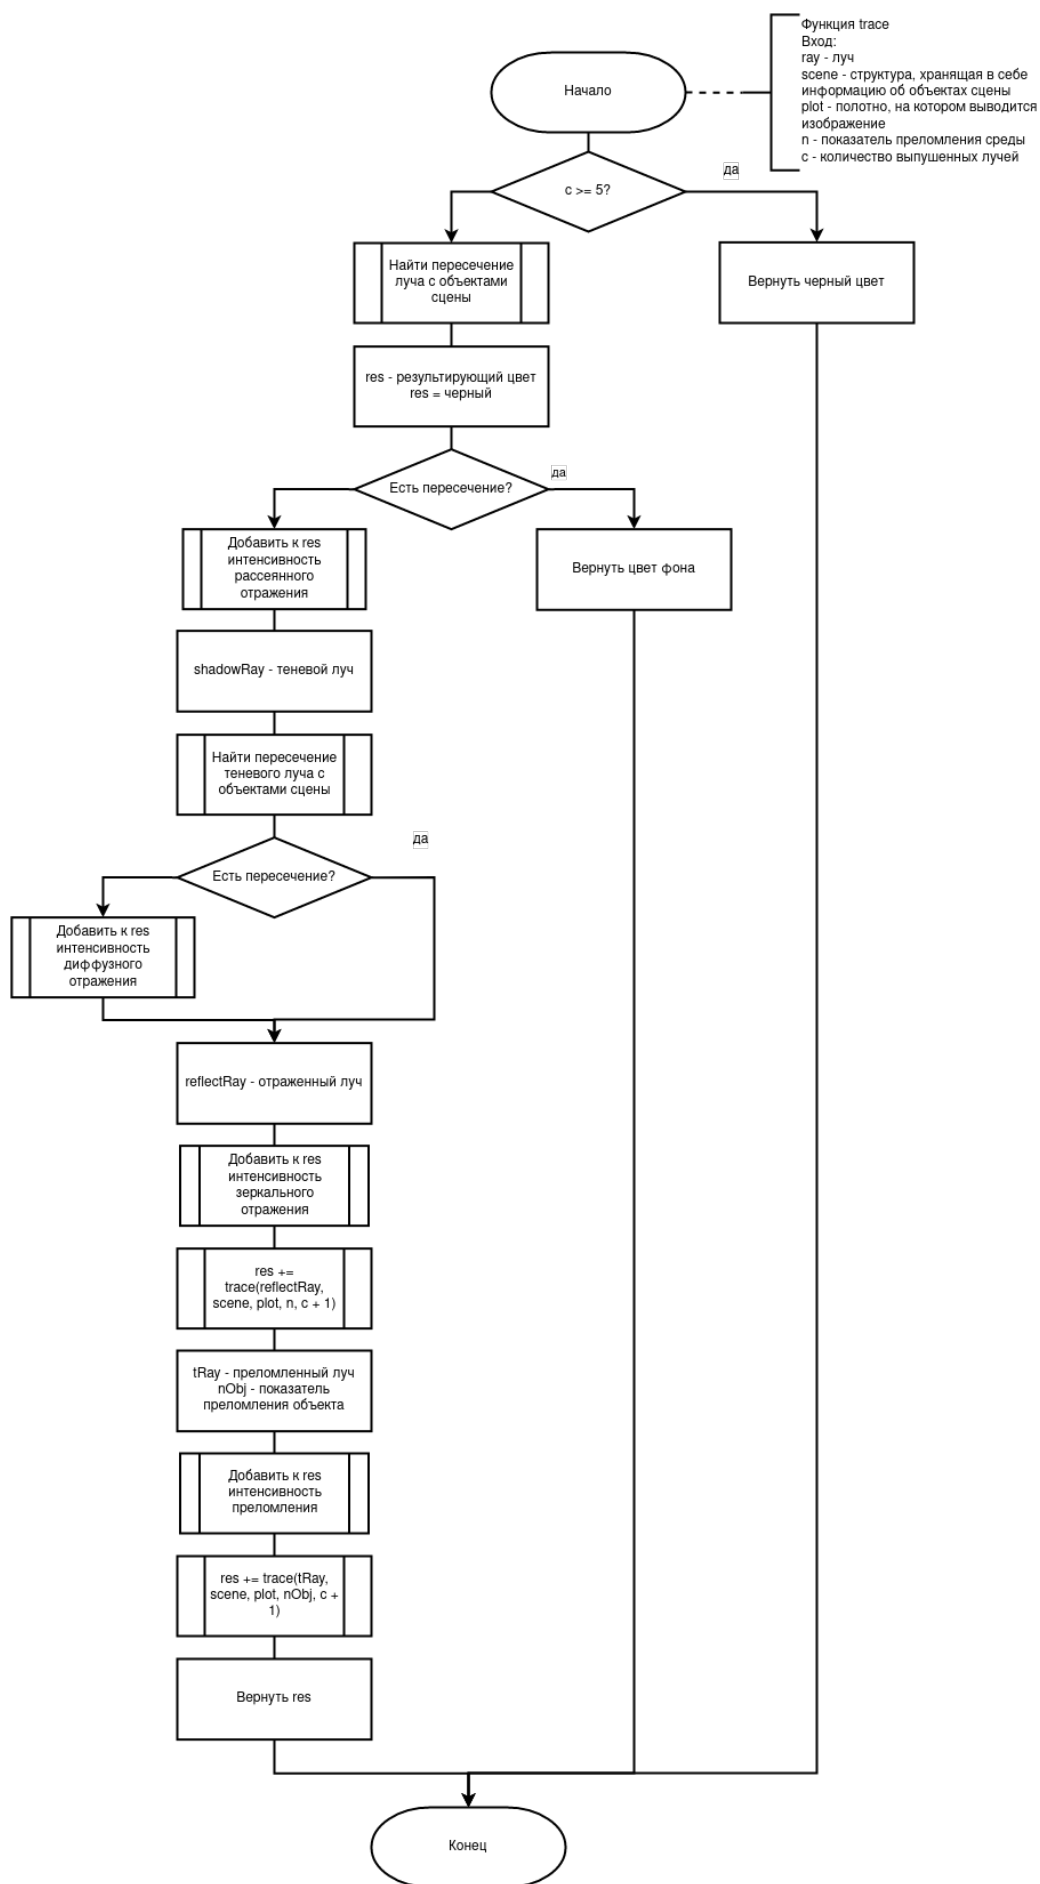 Функция trace
Вход:
ray - луч
scene - структура, хранящая в себе
информацию об объектах сцены
plot - полотно, на котором выводится
изображение
n - показатель преломления среды
c - количество выпушенных лучей
Начало
да
c >= 5?
Найти пересечение
луча с объектами
сцены
Вернуть черный цвет
res - результирующий цвет
res = черный
да
Есть пересечение?
Добавить к res
интенсивность
рассеянного
отражения
Вернуть цвет фона
shadowRay - теневой луч
Найти пересечение
теневого луча с
объектами сцены
да
Есть пересечение?
Добавить к res
интенсивность
диффузного
отражения
reflectRay - отраженный луч
Добавить к res
интенсивность
зеркального
отражения
res +=
trace(reflectRay,
scene, plot, n, c + 1)
tRay - преломленный луч
nObj - показатель
преломления объекта
Добавить к res
интенсивность
преломления
res += trace(tRay,
scene, plot, nObj, c +
1)
Вернуть res
Конец